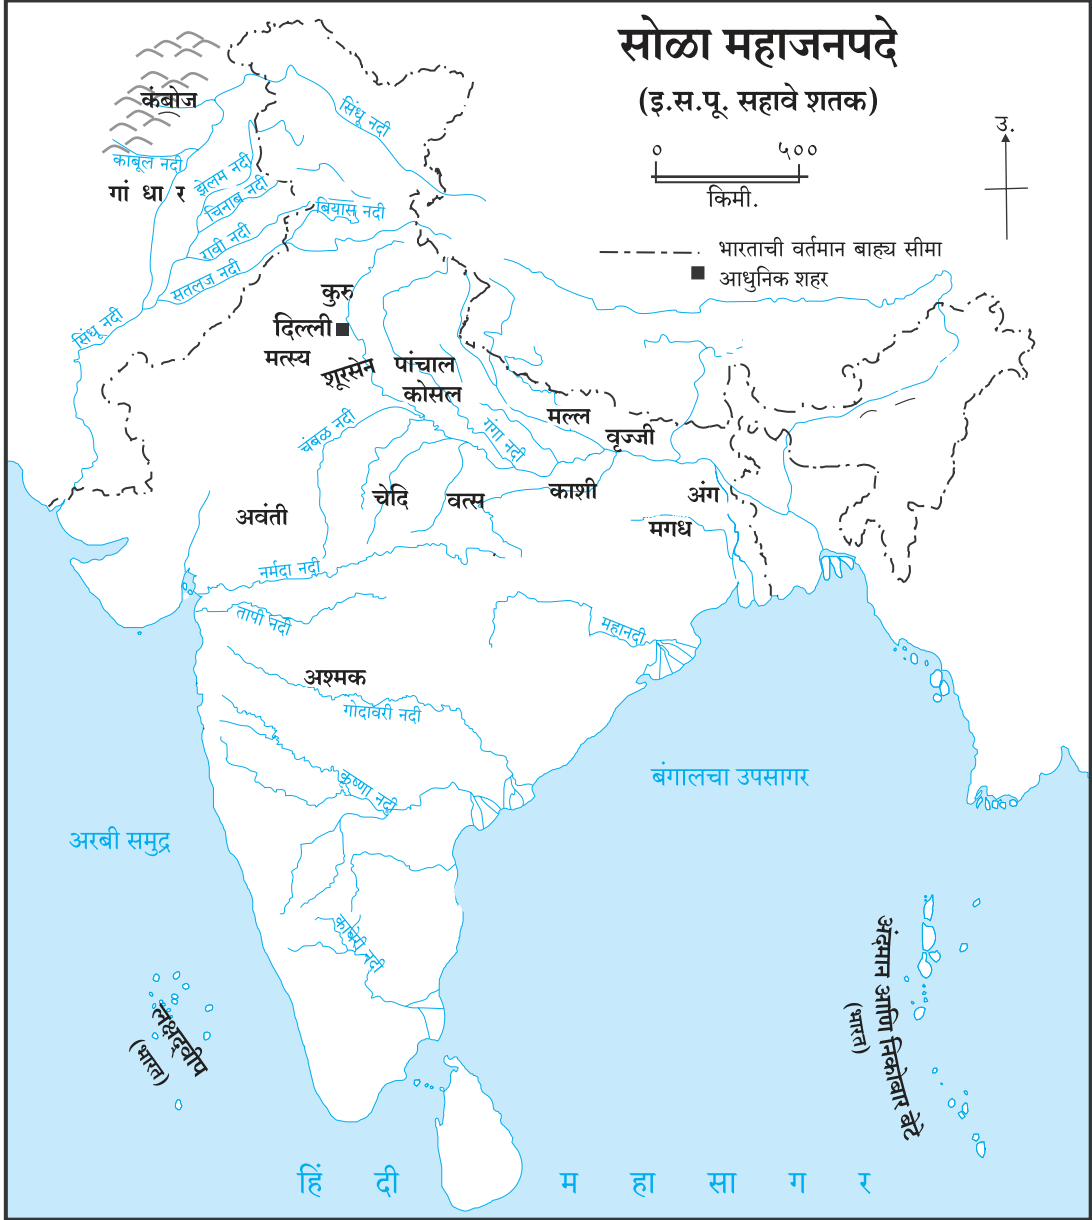 सोळा महाजनपदे
(इ.स.पू. सहावे शतक)
० ५००
किमी.
उ.
भारताची वर्तमान बाह्य सीमा
आधुनिक शहर
कंबोज
सिंधू नदी
काबूल नदी
गां धा र
झेलम नदी
चिनाब नदी
बियास नदी
रावी नदी
सतलज नदी
सिंधू नदी
कुरु
दिल्ली
मत्स्य
शूरसेन
पांचाल
कोसल
चंबळ नदी
गंगा नदी
मल्ल
वृज्जी
चेदि
वत्स
काशी
अंग
अवंती
मगध
नर्मदा नदी
तापी नदी
महानदी
अश्मक
गोदावरी नदी
कृष्णा नदी
बंगालचा उपसागर
अरबी समुद्र
कावेरी नदी
लक्षद्वीप
(भारत)
अंदमान आणि निकोबार बेटे
(भारत)
हिं दी म हा सा ग र